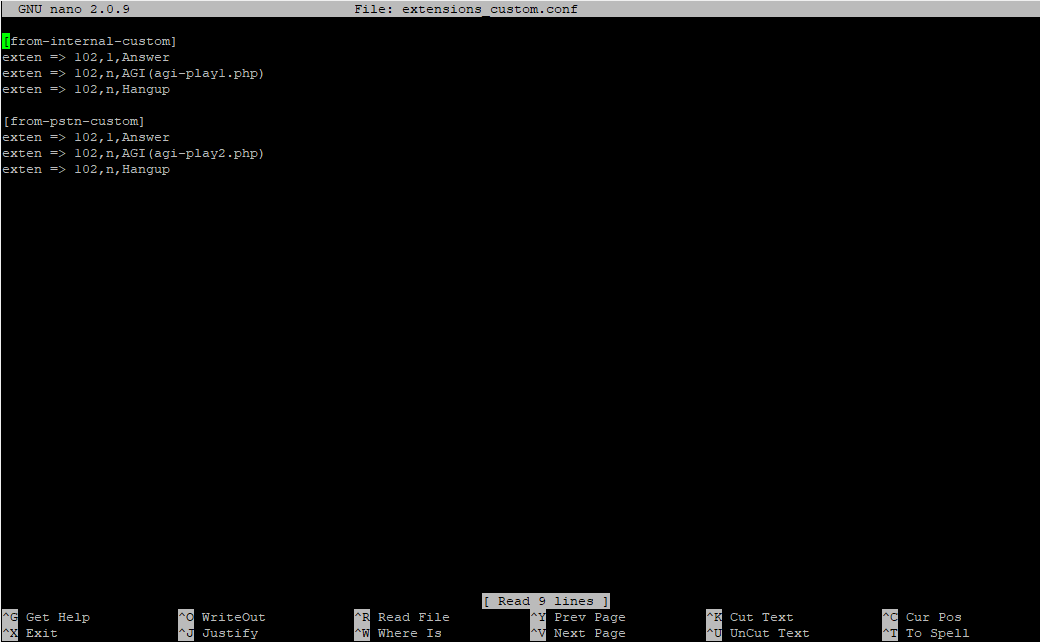 GNU nano 2.0.9 File: extensions_custom.conf
[from-internal-custom]
exten => 102,1,Answer
exten => 102,n,AGI(agi-play1.php)
exten => 102,n,Hangup
[from-pstn-custom]
exten => 102,1,Answer
exten => 102,n,AGI(agi-play2.php)
exten => 102,n,Hangup
[ Read 9 lines ]
^G Get Help ^O WriteOut ^R Read File ^Y Prev Page ^K Cut Text ^C Cur Pos
^X Exit ^J Justify ^W Where Is ^V Next Page ^U UnCut Text ^T To Spell